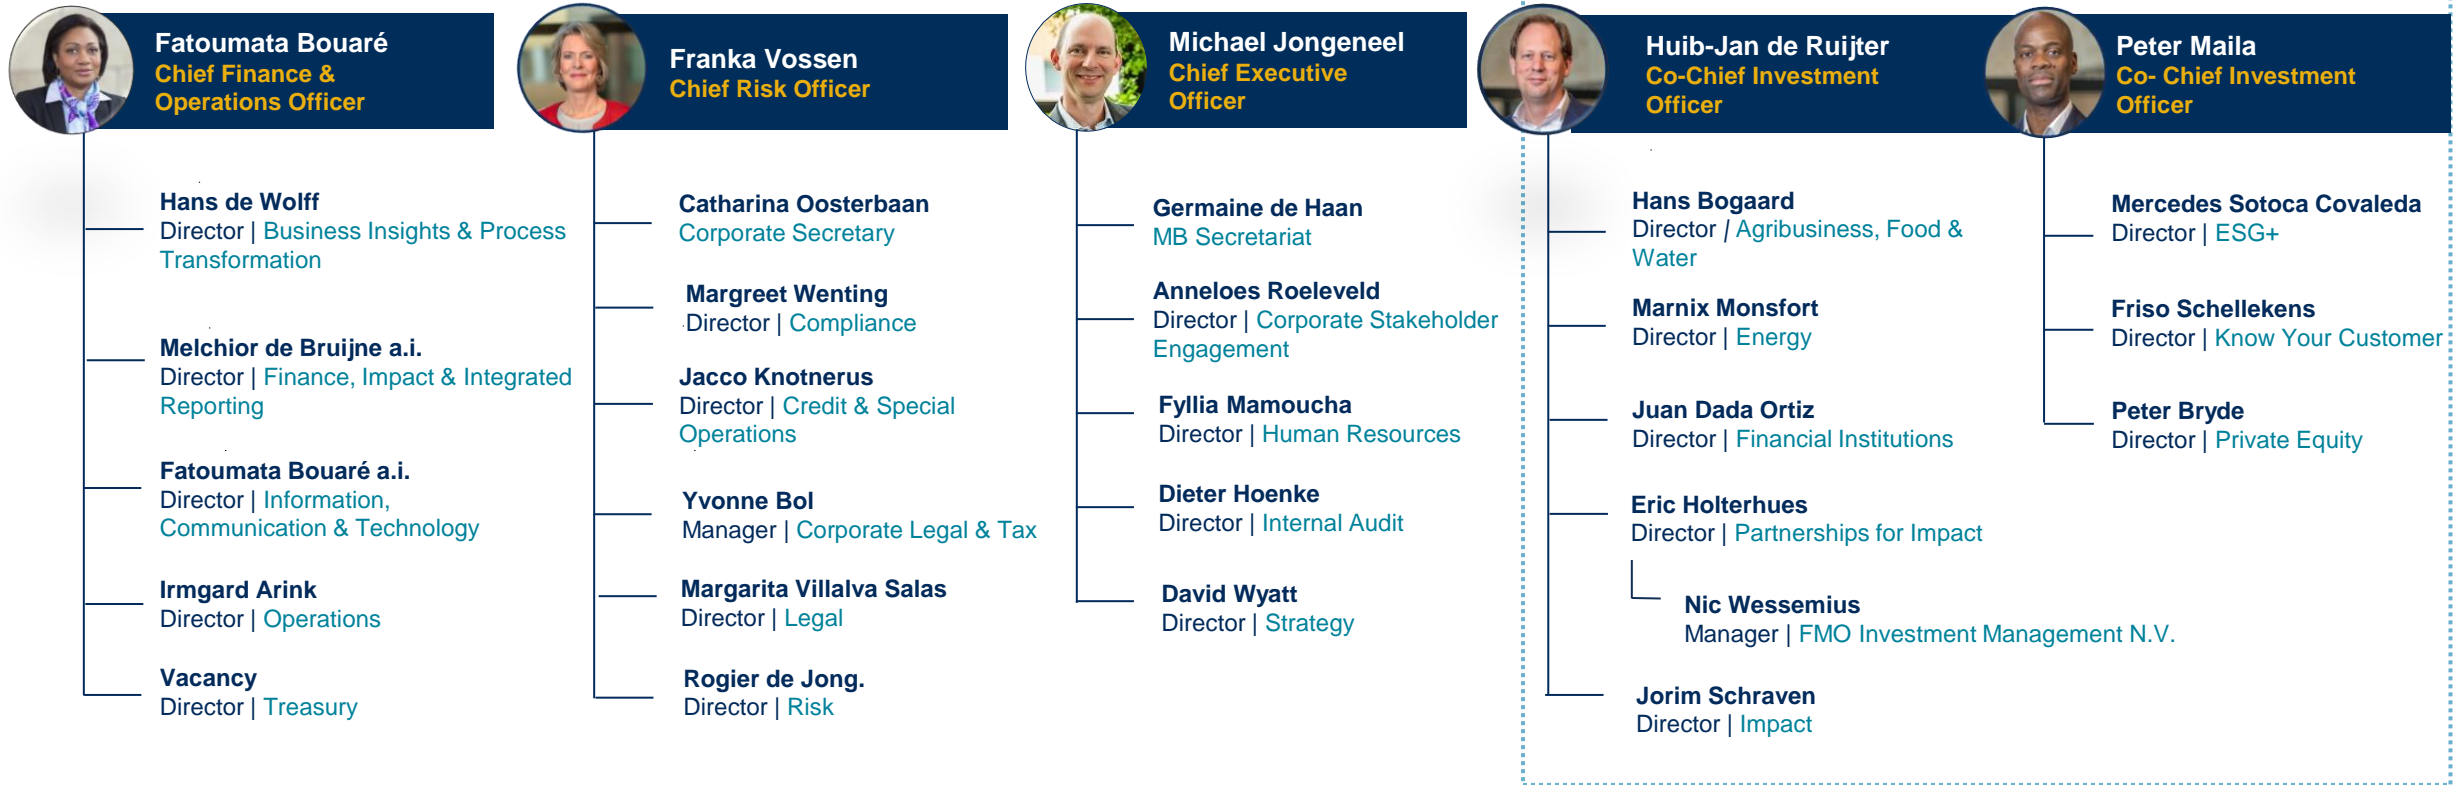 Fatoumata Bouaré
Chief Finance &
Operations Officer
Hans de Wolff
Director | Business Insights & Process
Transformation
Melchior de Bruijne a.i.
Director | Finance, Impact & Integrated
Reporting
Fatoumata Bouaré a.i.
Director | Information,
Communication & Technology
Irmgard Arink
Director | Operations
Vacancy
Director | Treasury
Franka Vossen
Chief Risk Officer
Catharina Oosterbaan
Corporate Secretary
Margreet Wenting
Director | Compliance
Jacco Knotnerus
Director | Credit & Special
Operations
Yvonne Bol
Manager | Corporate Legal & Tax
Margarita Villalva Salas
Director | Legal
Rogier de Jong.
Director | Risk
Michael Jongeneel
Chief Executive
Officer
Germaine de Haan
MB Secretariat
Anneloes Roeleveld
Director | Corporate Stakeholder
Engagement
Fyllia Mamoucha
Director | Human Resources
Dieter Hoenke
Director | Internal Audit
David Wyatt
Director | Strategy
Huib-Jan de Ruijter
Co-Chief Investment
Officer
Hans Bogaard
Director | Agribusiness, Food &
Water
Marnix Monsfort
Director | Energy
Juan Dada Ortiz
Director | Financial Institutions
Eric Holterhues
Director | Partnerships for Impact
Nic Wessemius
Manager | FMO Investment Management N.V.
Jorim Schraven
Director | Impact
Peter Maila
Co- Chief Investment
Officer
Mercedes Sotoca Covaleda
Director | ESG+
Friso Schellekens
Director | Know Your Customer
Peter Bryde
Director | Private Equity